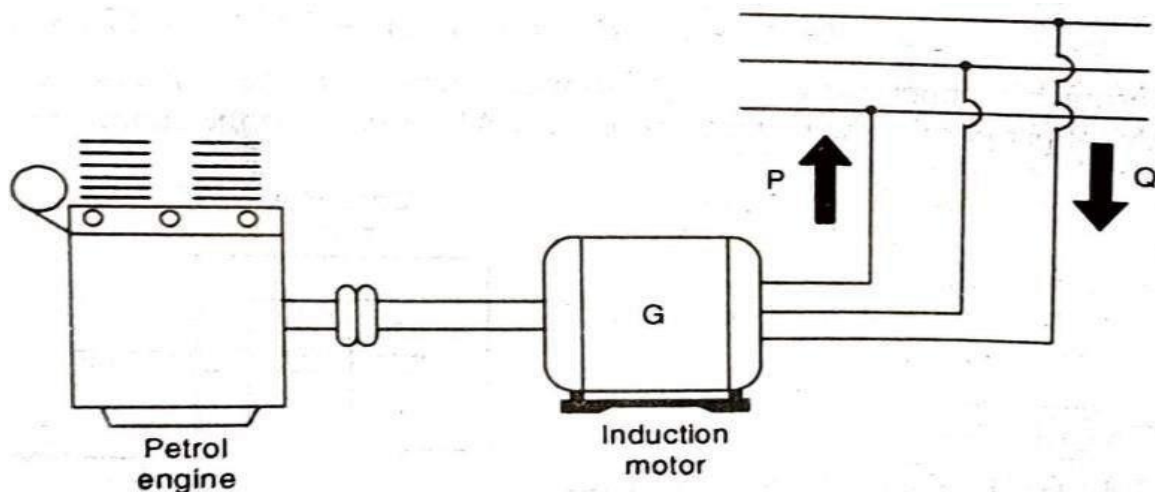 P
Q
G
Petrol
engine
Induction
motor